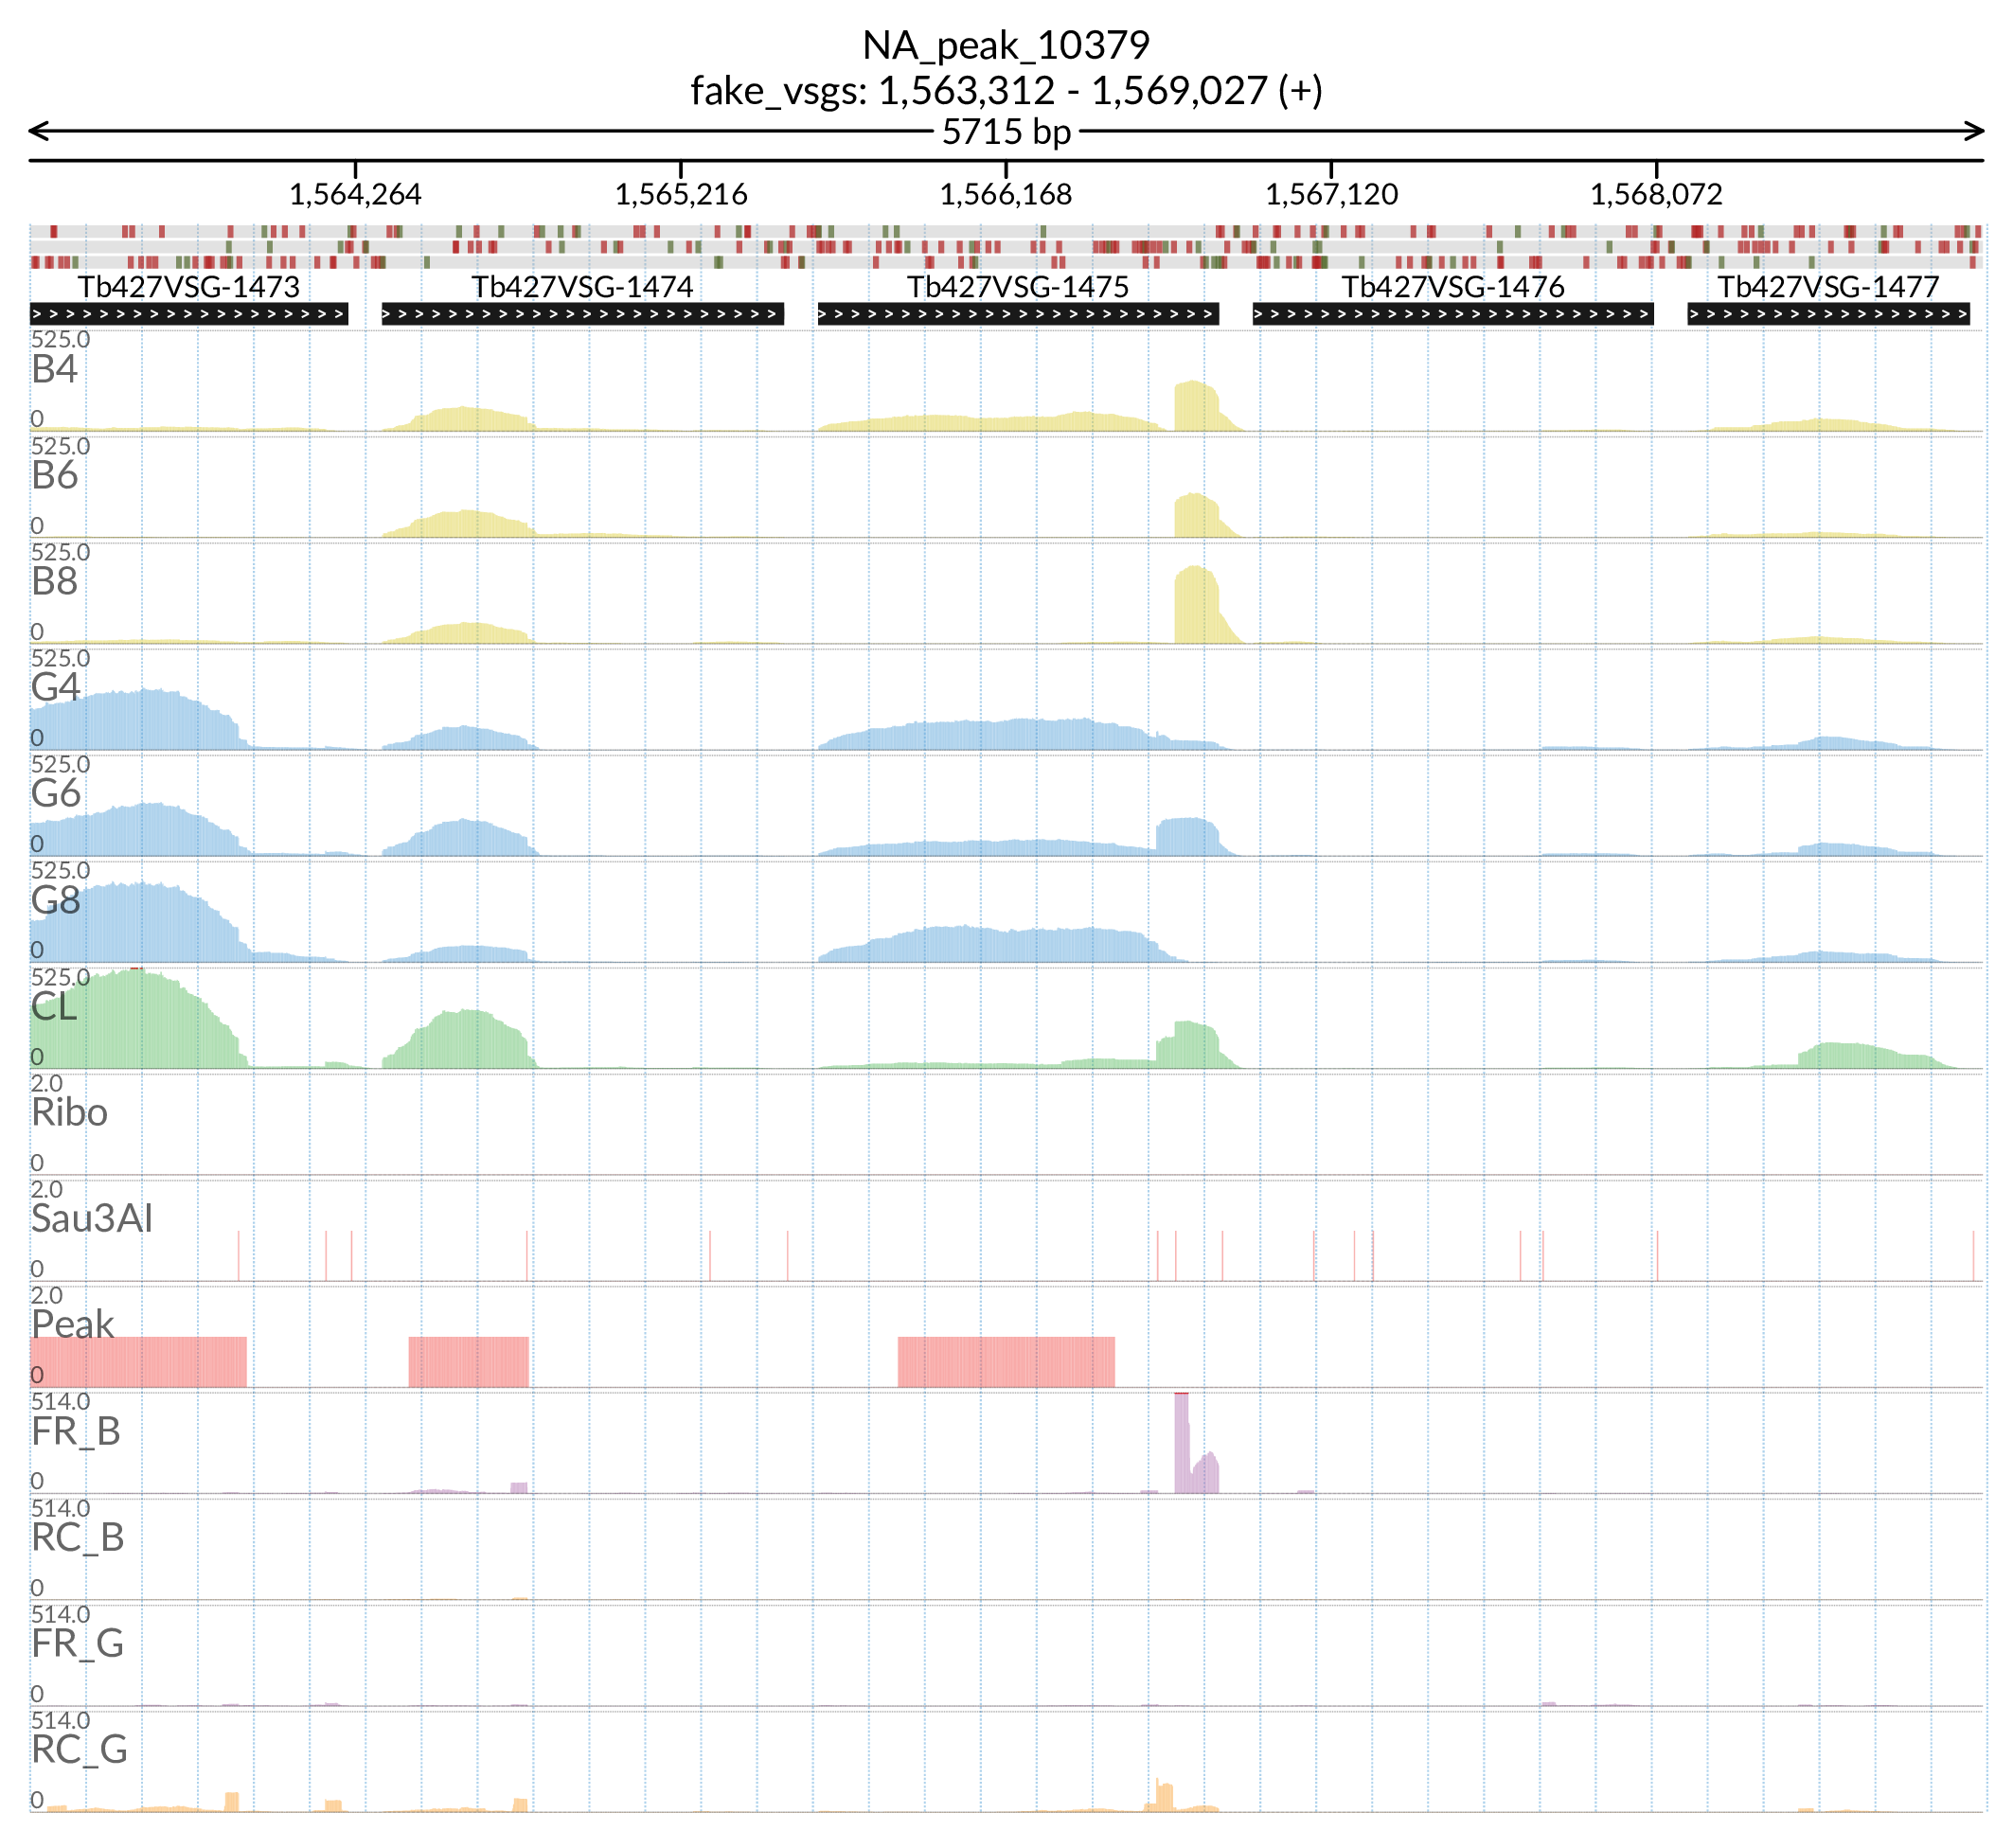 NA_peak_10379
fake_vsgs: 1,563,312 - 1,569,027 (+)
5715 bp
1,564,264 1,565,216 1,566,168 1,567,120 1,568,072
Tb427VSG-1473 Tb427VSG-1474 Tb427VSG-1475 Tb427VSG-1476 Tb427VSG-1477
525.0
B4
0
525.0
B6
0
525.0
B8
0
525.0
G4
0
525.0
G6
0
525.0
G8
0
525.0
CL
0
2.0
Ribo
0
2.0
Sau3AI
0
2.0
Peak
0
514.0
FR_B
0
514.0
RC_B
0
514.0
FR_G
0
514.0
RC_G
0